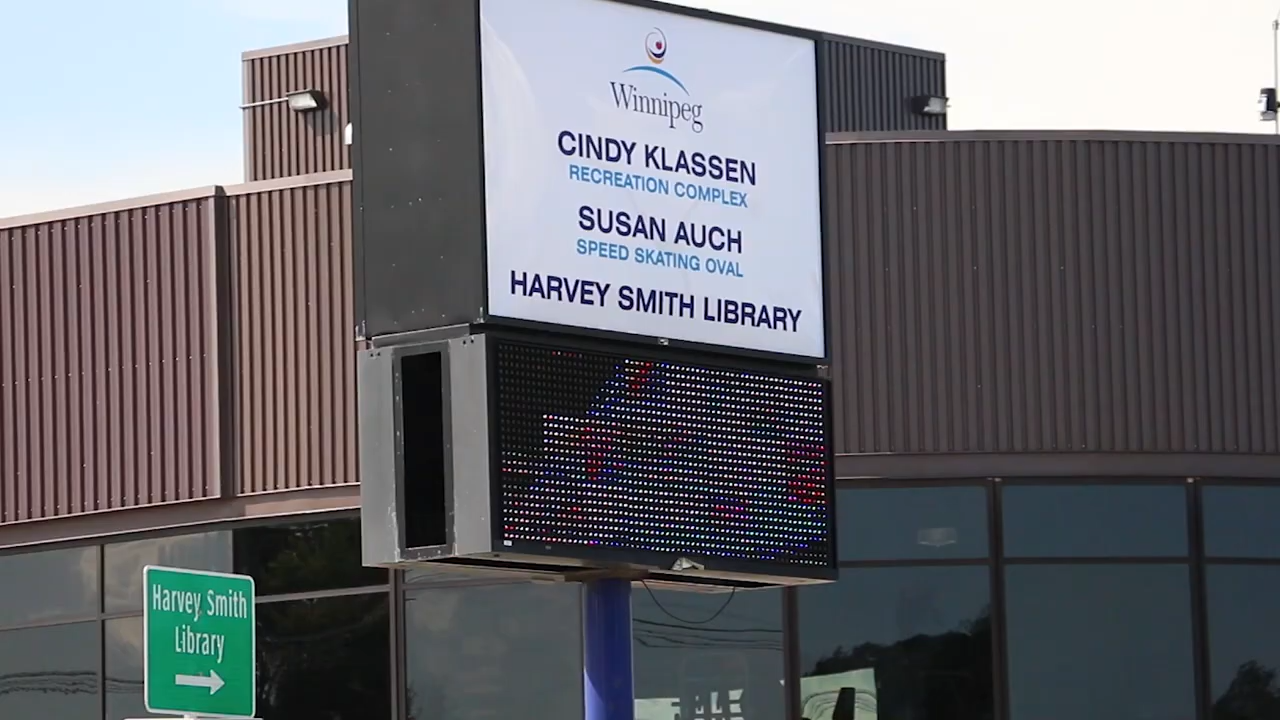 Winnipeg
CINDY KLASSEN
RECREATION COMPLEX
SUSAN AUCH
SPEED SKATING OVAL
HARVEY SMITH LIBRARY
Harvey Smith
Library